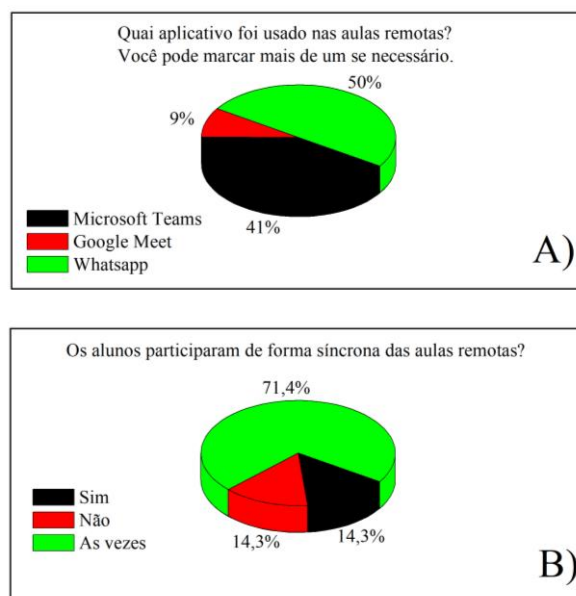 Quai aplicativo foi usado nas aulas remotas?
Você pode marcar mais de um se necessário.
50%
9%
41%
Microsoft Teams
Google Meet
Whatsapp
A)
Os alunos participaram de forma síncrona das aulas remotas?
71,4%
14,3%
14,3%
Sim
Não
As vezes
B)